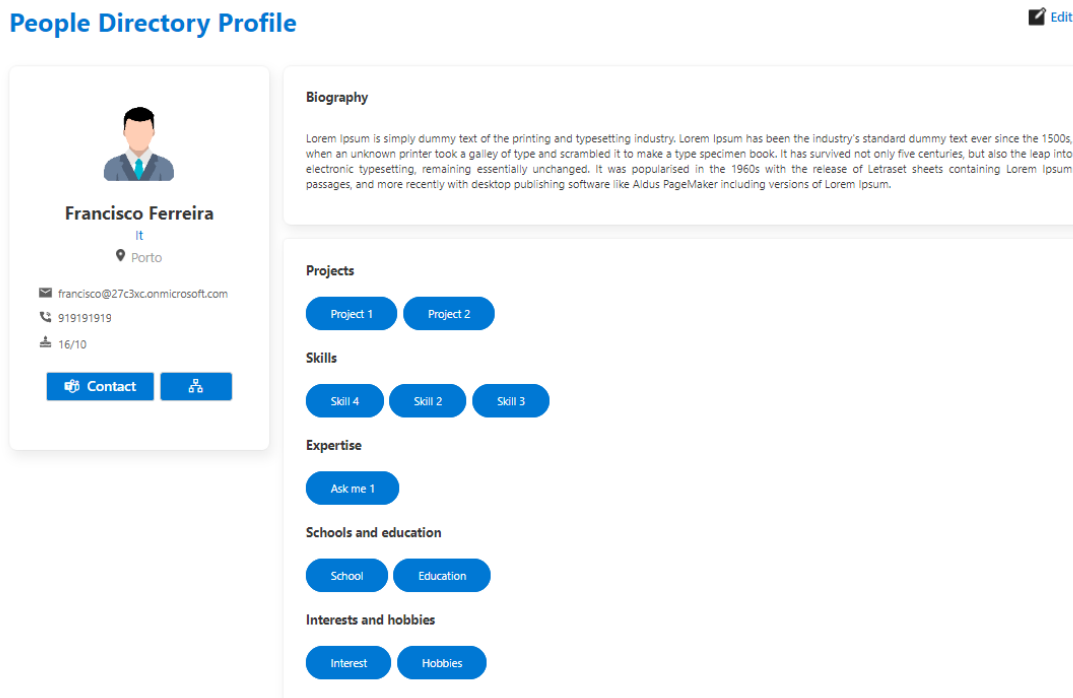 People Directory Profile
Edit
Francisco Ferreira
It
Porto
francisco@27c3xc.onmicrosoft.com
919191919
16/10
Contact
Biography
Lorem Ipsum is simply dummy text of the printing and typesetting industry. Lorem Ipsum has been the industry's standard dummy text ever since the 1500s,
when an unknown printer took a galley of type and scrambled it to make a type specimen book. It has survived not only five centuries, but also the leap into
electronic typesetting, remaining essentially unchanged. It was popularised in the 1960s with the release of Letraset sheets containing Lorem Ipsum
passages, and more recently with desktop publishing software like Aldus PageMaker including versions of Lorem Ipsum.
Projects
Project 1 Project 2
Skills
Skill 4 Skill 2 Skill 3
Expertise
Ask me 1
Schools and education
School Education
Interests and hobbies
Interest Hobbies